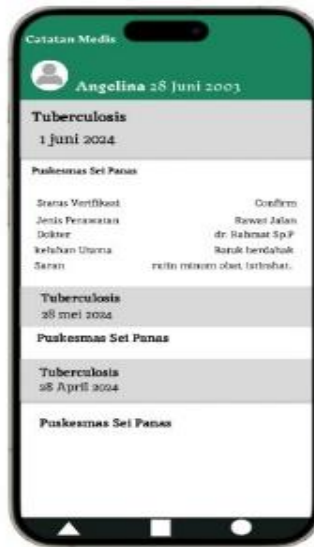 Catatan Medis
Angelina 28 Juni 2003
Tuberculosis
1 juni 2024
Puskesmas Sei Panas
Status Verifikasi Confirm
Jenis Perawatan Rawat Jalan
Dokter dr. Rahmat Sp.P
keluhan Utama Batuk berdahak
Saran rutin minum obat, istirahat.
Tuberculosis
28 mei 2024
Puskesmas Sei Panas
Tuberculosis
28 April 2024
Puskesmas Sei Panas